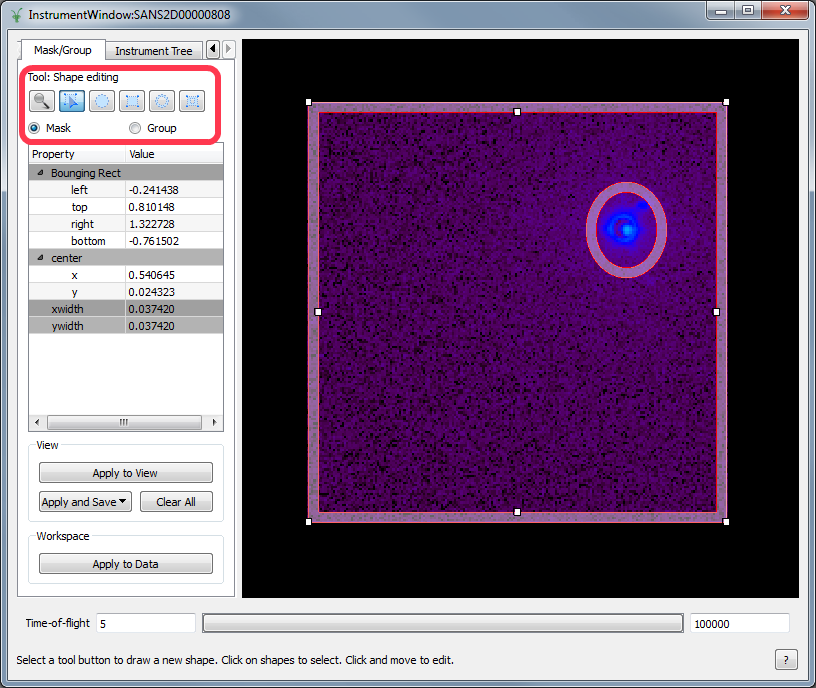 InstrumentWindow:SANS2D00000808
Mask/Group Instrument Tree
Tool: Shape editing
Mask Group
Property Value
Bounging Rect
left -0.241438
top 0.810148
right 1.322728
bottom -0.761502
center
x 0.540645
y 0.024323
xwidth 0.037420
ywidth 0.037420
View
Apply to View
Apply and Save Clear All
Workspace
Apply to Data
Time-of-flight 5 100000
Select a tool button to draw a new shape. Click on shapes to select. Click and move to edit. ?